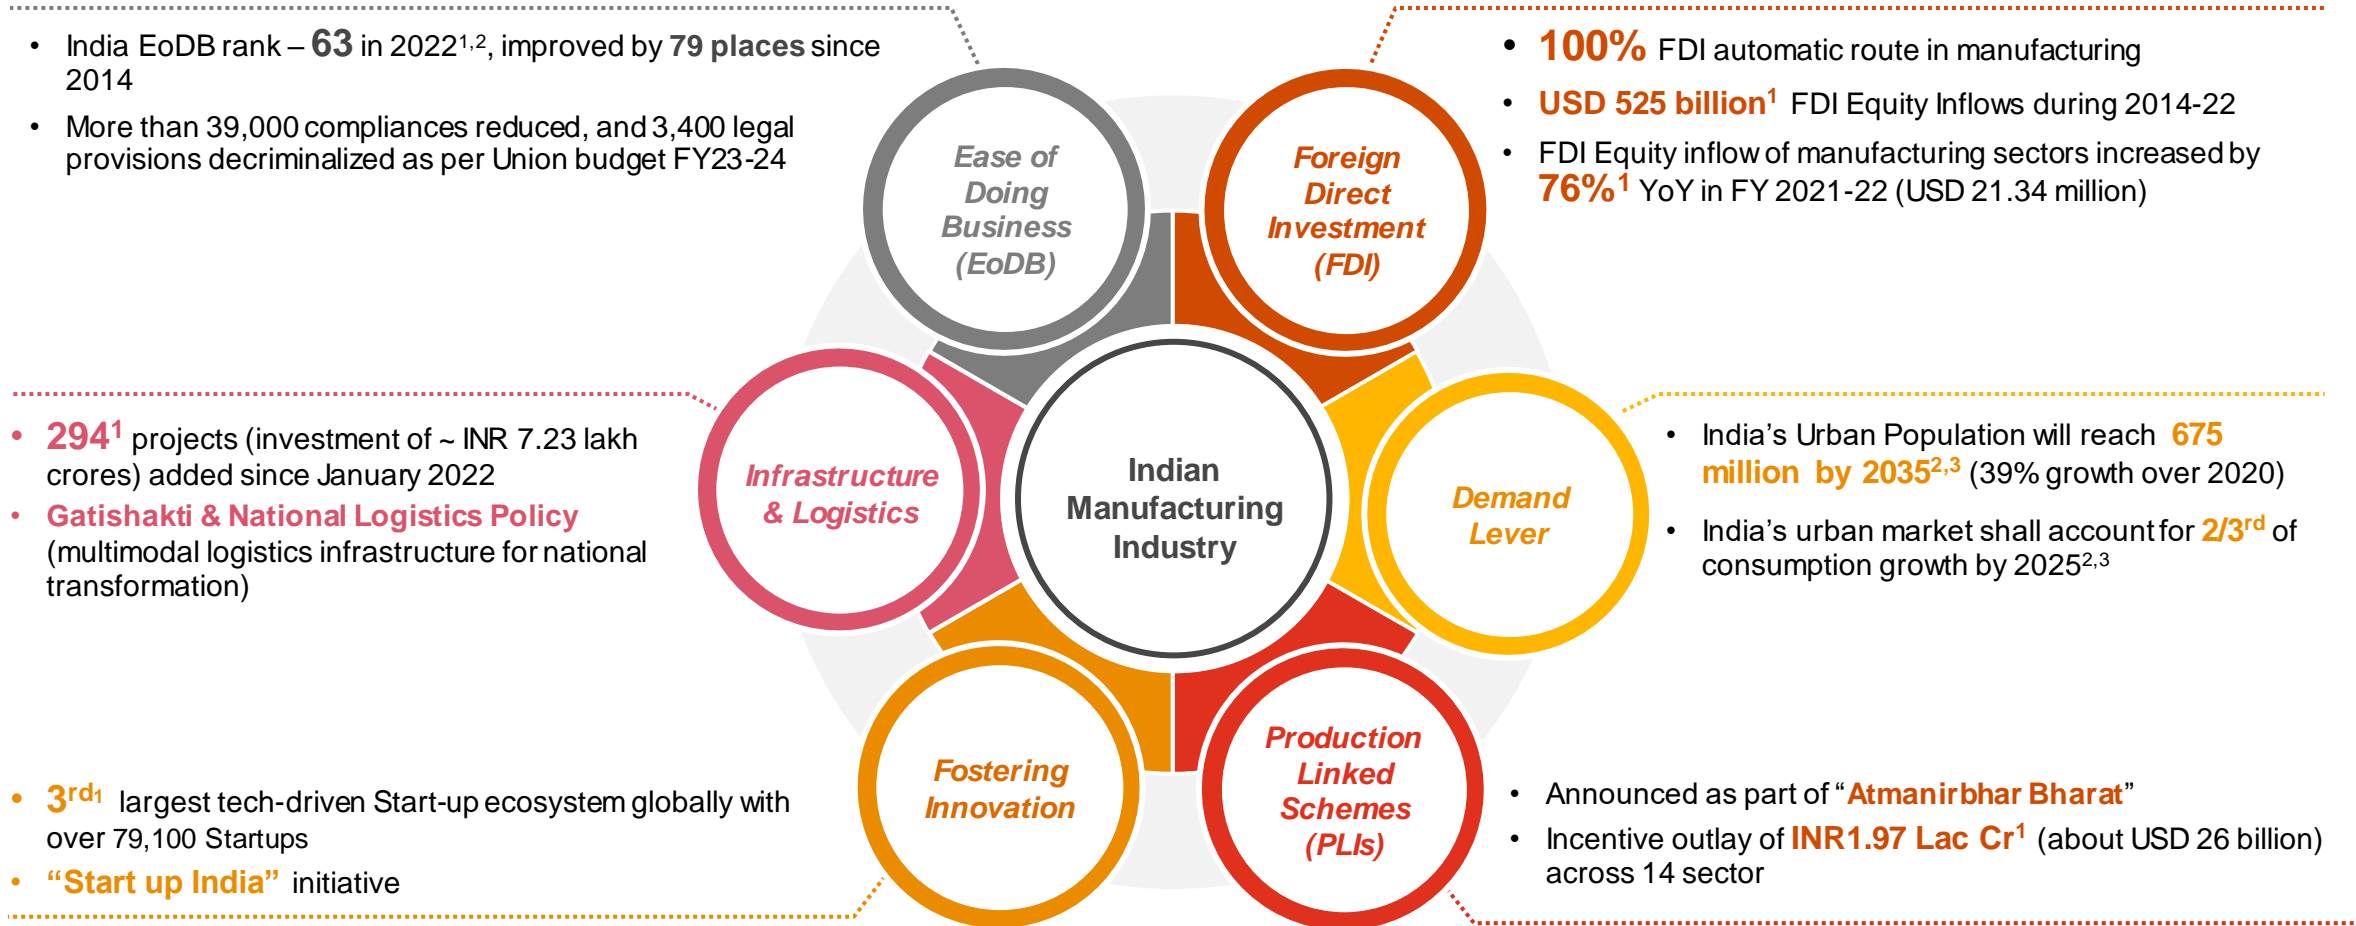 • India EoDB rank – 63 in 2022¹,², improved by 79 places since
2014
• More than 39,000 compliances reduced, and 3,400 legal
provisions decriminalized as per Union budget FY23-24
Ease of
Doing
Business
(EoDB)
Foreign
Direct
Investment
(FDI)
• 100% FDI automatic route in manufacturing
• USD 525 billion¹ FDI Equity Inflows during 2014-22
• FDI Equity inflow of manufacturing sectors increased by
76%¹ YoY in FY 2021-22 (USD 21.34 million)
• 294¹ projects (investment of ~ INR 7.23 lakh
crores) added since January 2022
• Gatishakti & National Logistics Policy
(multimodal logistics infrastructure for national
transformation)
Infrastructure
& Logistics
Indian
Manufacturing
Industry
Demand
Lever
• India’s Urban Population will reach 675
million by 2035²,³ (39% growth over 2020)
• India’s urban market shall account for 2/3ʳᵈ of
consumption growth by 2025²,³
• 3ʳᵈ₁ largest tech-driven Start-up ecosystem globally with
over 79,100 Startups
• “Start up India” initiative
Fostering
Innovation
Production
Linked
Schemes
(PLIs)
• Announced as part of “Atmanirbhar Bharat”
• Incentive outlay of INR1.97 Lac Cr¹ (about USD 26 billion)
across 14 sector